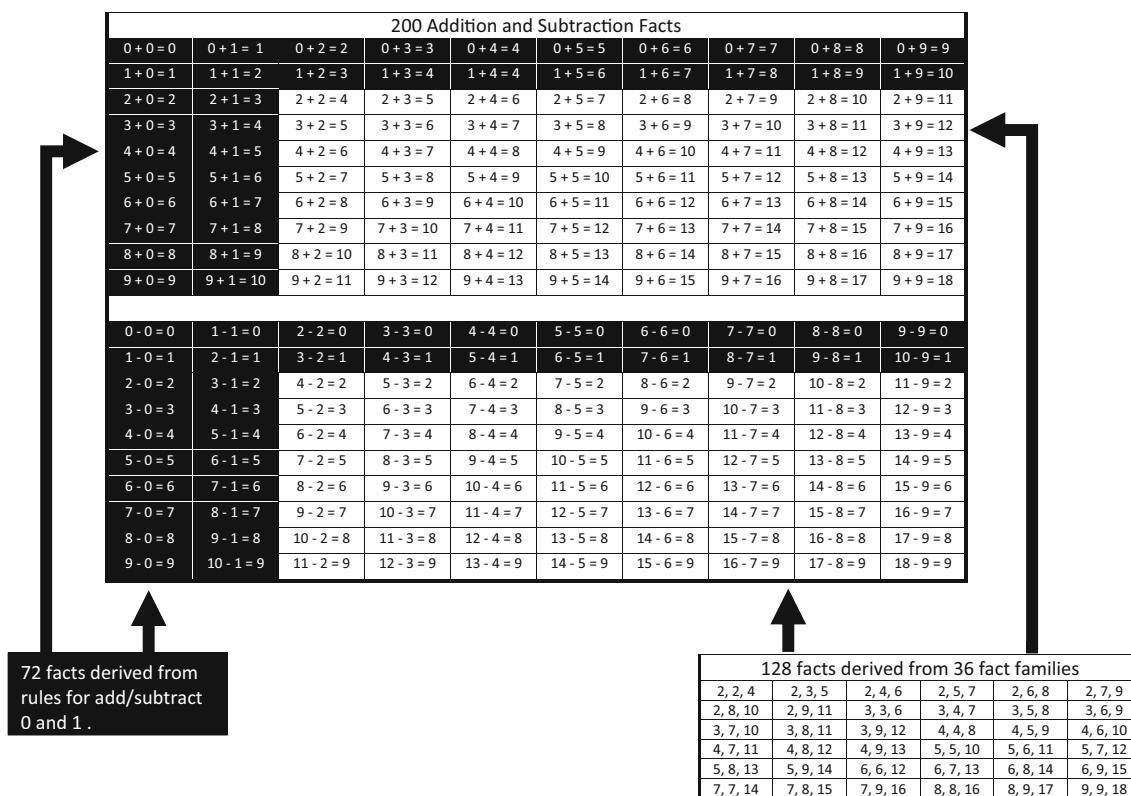 200 Addition and Subtraction Facts
0 + 0 = 0 0 + 1 = 1 0 + 2 = 2 0 + 3 = 3 0 + 4 = 4 0 + 5 = 5 0 + 6 = 6 0 + 7 = 7 0 + 8 = 8 0 + 9 = 9
1 + 0 = 1 1 + 1 = 2 1 + 2 = 3 1 + 3 = 4 1 + 4 = 4 1 + 5 = 6 1 + 6 = 7 1 + 7 = 8 1 + 8 = 9 1 + 9 = 10
2 + 0 = 2 2 + 1 = 3 2 + 2 = 4 2 + 3 = 5 2 + 4 = 6 2 + 5 = 7 2 + 6 = 8 2 + 7 = 9 2 + 8 = 10 2 + 9 = 11
3 + 0 = 3 3 + 1 = 4 3 + 2 = 5 3 + 3 = 6 3 + 4 = 7 3 + 5 = 8 3 + 6 = 9 3 + 7 = 10 3 + 8 = 11 3 + 9 = 12
4 + 0 = 4 4 + 1 = 5 4 + 2 = 6 4 + 3 = 7 4 + 4 = 8 4 + 5 = 9 4 + 6 = 10 4 + 7 = 11 4 + 8 = 12 4 + 9 = 13
5 + 0 = 5 5 + 1 = 6 5 + 2 = 7 5 + 3 = 8 5 + 4 = 9 5 + 5 = 10 5 + 6 = 11 5 + 7 = 12 5 + 8 = 13 5 + 9 = 14
6 + 0 = 6 6 + 1 = 7 6 + 2 = 8 6 + 3 = 9 6 + 4 = 10 6 + 5 = 11 6 + 6 = 12 6 + 7 = 13 6 + 8 = 14 6 + 9 = 15
7 + 0 = 7 7 + 1 = 8 7 + 2 = 9 7 + 3 = 10 7 + 4 = 11 7 + 5 = 12 7 + 6 = 13 7 + 7 = 14 7 + 8 = 15 7 + 9 = 16
8 + 0 = 8 8 + 1 = 9 8 + 2 = 10 8 + 3 = 11 8 + 4 = 12 8 + 5 = 13 8 + 6 = 14 8 + 7 = 15 8 + 8 = 16 8 + 9 = 17
9 + 0 = 9 9 + 1 = 10 9 + 2 = 11 9 + 3 = 12 9 + 4 = 13 9 + 5 = 14 9 + 6 = 15 9 + 7 = 16 9 + 8 = 17 9 + 9 = 18
0 - 0 = 0 1 - 1 = 0 2 - 2 = 0 3 - 3 = 0 4 - 4 = 0 5 - 5 = 0 6 - 6 = 0 7 - 7 = 0 8 - 8 = 0 9 - 9 = 0
1 - 0 = 1 2 - 1 = 1 3 - 2 = 1 4 - 3 = 1 5 - 4 = 1 6 - 5 = 1 7 - 6 = 1 8 - 7 = 1 9 - 8 = 1 10 - 9 = 1
2 - 0 = 2 3 - 1 = 2 4 - 2 = 2 5 - 3 = 2 6 - 4 = 2 7 - 5 = 2 8 - 6 = 2 9 - 7 = 2 10 - 8 = 2 11 - 9 = 2
3 - 0 = 3 4 - 1 = 3 5 - 2 = 3 6 - 3 = 3 7 - 4 = 3 8 - 5 = 3 9 - 6 = 3 10 - 7 = 3 11 - 8 = 3 12 - 9 = 3
4 - 0 = 4 5 - 1 = 4 6 - 2 = 4 7 - 3 = 4 8 - 4 = 4 9 - 5 = 4 10 - 6 = 4 11 - 7 = 4 12 - 8 = 4 13 - 9 = 4
5 - 0 = 5 6 - 1 = 5 7 - 2 = 5 8 - 3 = 5 9 - 4 = 5 10 - 5 = 5 11 - 6 = 5 12 - 7 = 5 13 - 8 = 5 14 - 9 = 5
6 - 0 = 6 7 - 1 = 6 8 - 2 = 6 9 - 3 = 6 10 - 4 = 6 11 - 5 = 6 12 - 6 = 6 13 - 7 = 6 14 - 8 = 6 15 - 9 = 6
7 - 0 = 7 8 - 1 = 7 9 - 2 = 7 10 - 3 = 7 11 - 4 = 7 12 - 5 = 7 13 - 6 = 7 14 - 7 = 7 15 - 8 = 7 16 - 9 = 7
8 - 0 = 8 9 - 1 = 8 10 - 2 = 8 11 - 3 = 8 12 - 4 = 8 13 - 5 = 8 14 - 6 = 8 15 - 7 = 8 16 - 8 = 8 17 - 9 = 8
9 - 0 = 9 10 - 1 = 9 11 - 2 = 9 12 - 3 = 9 13 - 4 = 9 14 - 5 = 9 15 - 6 = 9 16 - 7 = 9 17 - 8 = 9 18 - 9 = 9
72 facts derived from
rules for add/subtract
0 and 1 .
128 facts derived from 36 fact families
2, 2, 4 2, 3, 5 2, 4, 6 2, 5, 7 2, 6, 8 2, 7, 9
2, 8, 10 2, 9, 11 3, 3, 6 3, 4, 7 3, 5, 8 3, 6, 9
3, 7, 10 3, 8, 11 3, 9, 12 4, 4, 8 4, 5, 9 4, 6, 10
4, 7, 11 4, 8, 12 4, 9, 13 5, 5, 10 5, 6, 11 5, 7, 12
5, 8, 13 5, 9, 14 6, 6, 12 6, 7, 13 6, 8, 14 6, 9, 15
7, 7, 14 7, 8, 15 7, 9, 16 8, 8, 16 8, 9, 17 9, 9, 18